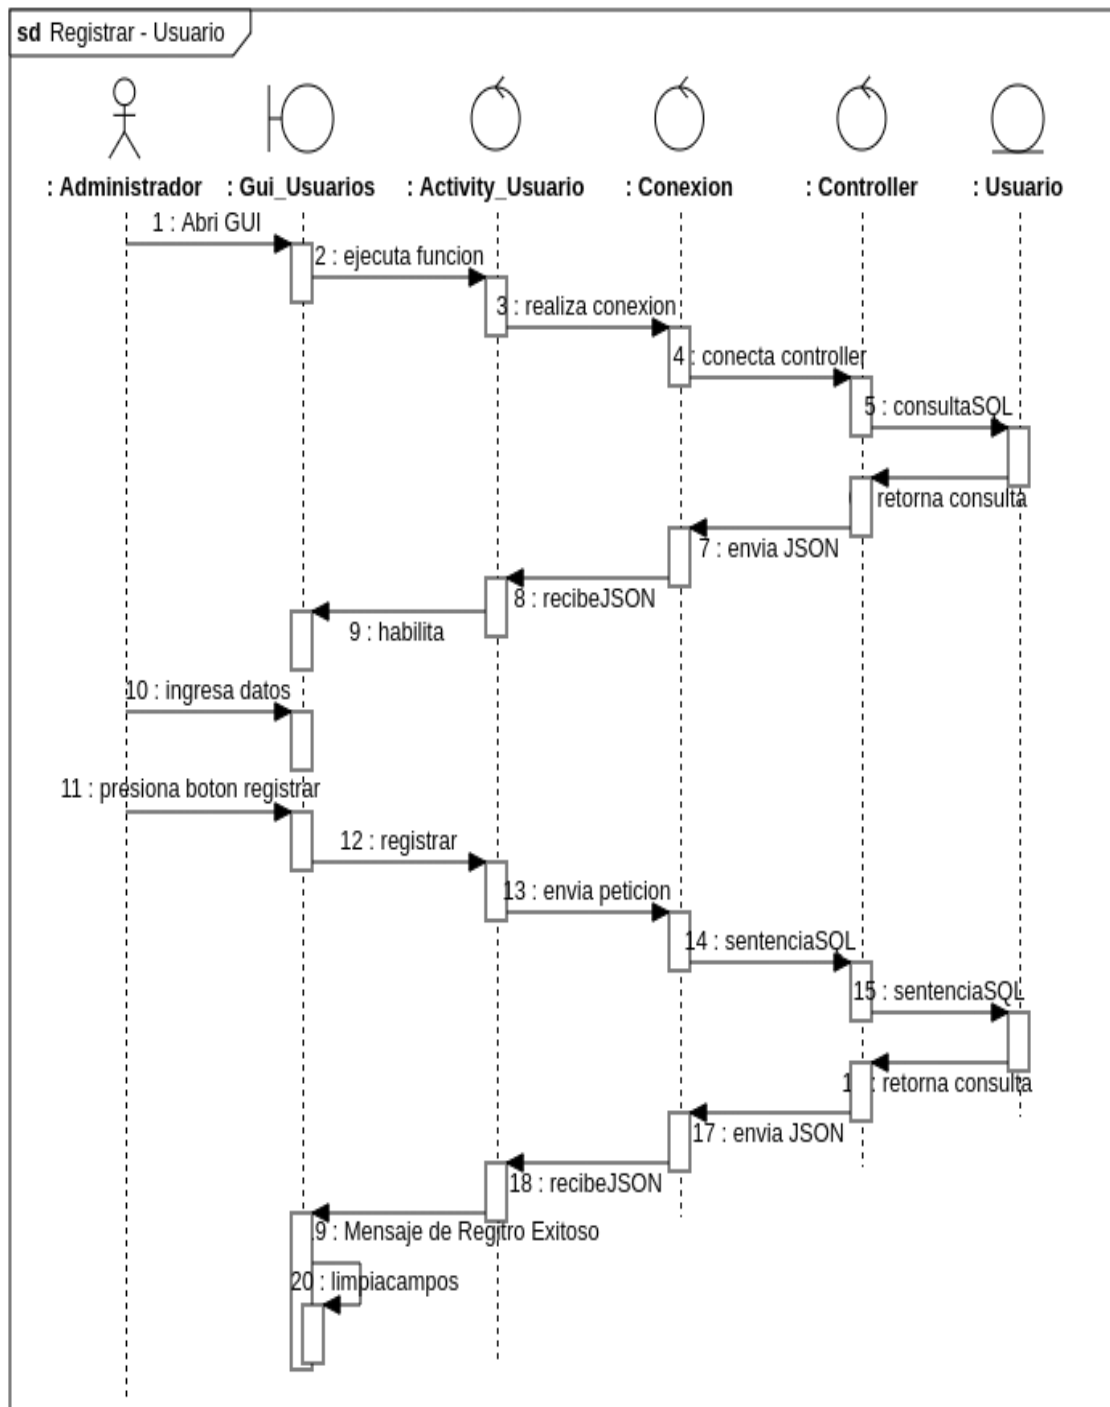 sd Registrar - Usuario
: Administrador
: Gui_Usuarios
: Activity_Usuario
: Conexion
: Controller
: Usuario
1 : Abri GUI
2 : ejecuta funcion
3 : realiza conexion
4 : conecta controller
5 : consultaSQL
retorna consulta
7 : envia JSON
8 : recibeJSON
9 : habilita
10 : ingresa datos
11 : presiona boton registrar
12 : registrar
13 : envia peticion
14 : sentenciaSQL
15 : sentenciaSQL
: retorna consulta
17 : envia JSON
18 : recibeJSON
9 : Mensaje de Regitro Exitoso
20 : limpiacampos